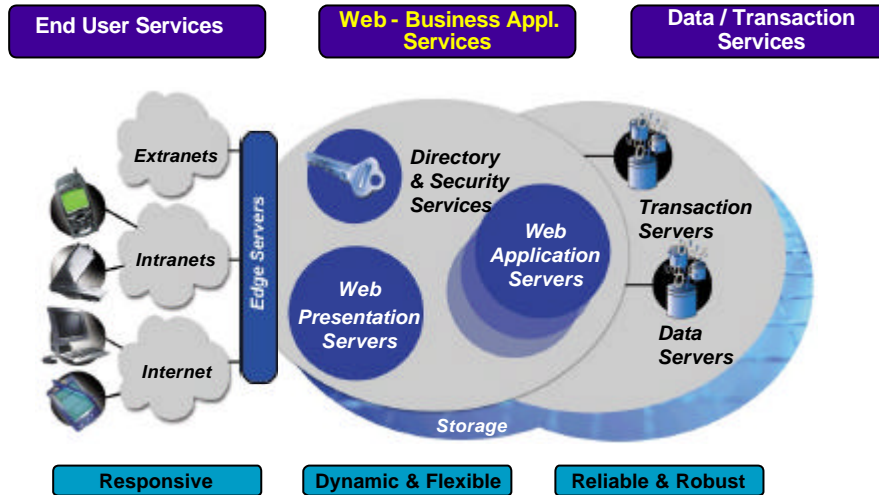 End User Services
Web - Business Appl.
Services
Data / Transaction
Services
Extranets
Intranets
Internet
Edge Servers
Directory
& Security
Services
Web
Presentation
Servers
Web
Application
Servers
Transaction
Servers
Data
Servers
Storage
Responsive
Dynamic & Flexible
Reliable & Robust